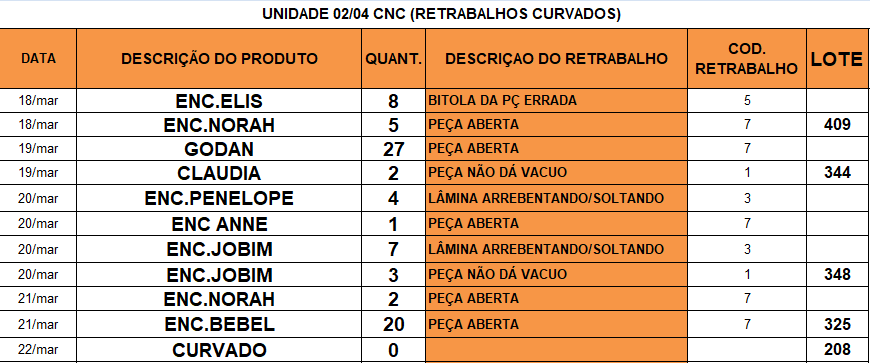 UNIDADE 02/04 CNC (RETRABALHOS CURVADOS)
DATA DESCRIÇÃO DO PRODUTO QUANT. DESCRIÇAO DO RETRABALHO COD. RETRABALHO LOTE
18/mar ENC.ELIS 8 BITOLA DA PÇ ERRADA 5
18/mar ENC.NORAH 5 PEÇA ABERTA 7 409
19/mar GODAN 27 PEÇA ABERTA 7
19/mar CLAUDIA 2 PEÇA NÃO DÁ VACUO 1 344
20/mar ENC.PENELOPE 4 LÂMINA ARREBENTANDO/SOLTANDO 3
20/mar ENC ANNE 1 PEÇA ABERTA 7
20/mar ENC.JOBIM 7 LÂMINA ARREBENTANDO/SOLTANDO 3
20/mar ENC.JOBIM 3 PEÇA NÃO DÁ VACUO 1 348
21/mar ENC.NORAH 2 PEÇA ABERTA 7
21/mar ENC.BEBEL 20 PEÇA ABERTA 7 325
22/mar CURVADO 0 208